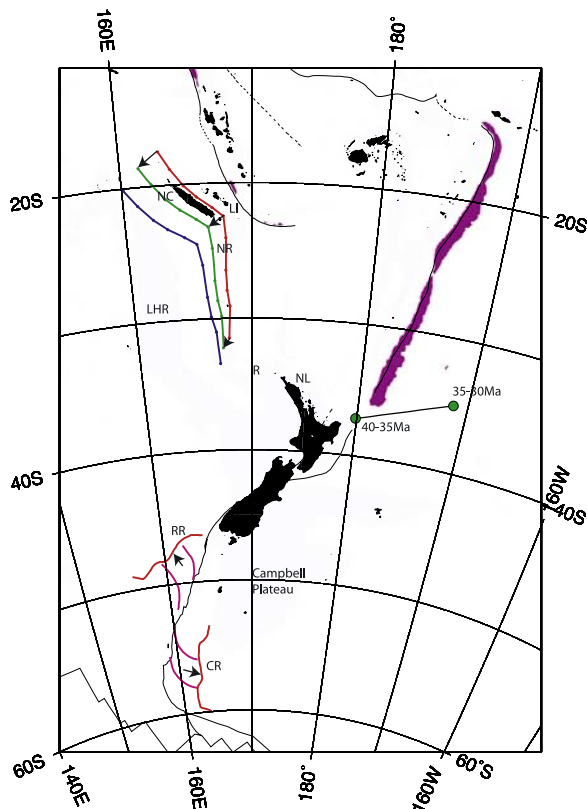 160E
180°
20S
20S
NC
LI
NR
LHR
R
NL
35-30Ma
40-35Ma
40S
160W
40S
RR
Campbell
Plateau
CR
60S
60°S
140E
160E
180°
160W